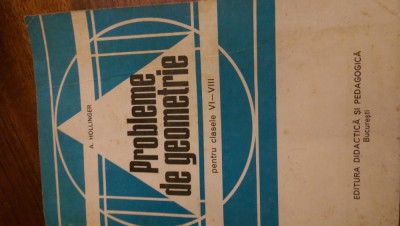 A. HOLLINGER
Probleme
de geometrie
pentru clasele VI–VIII
EDITURA DIDACTICĂ ȘI PEDAGOGICĂ
București